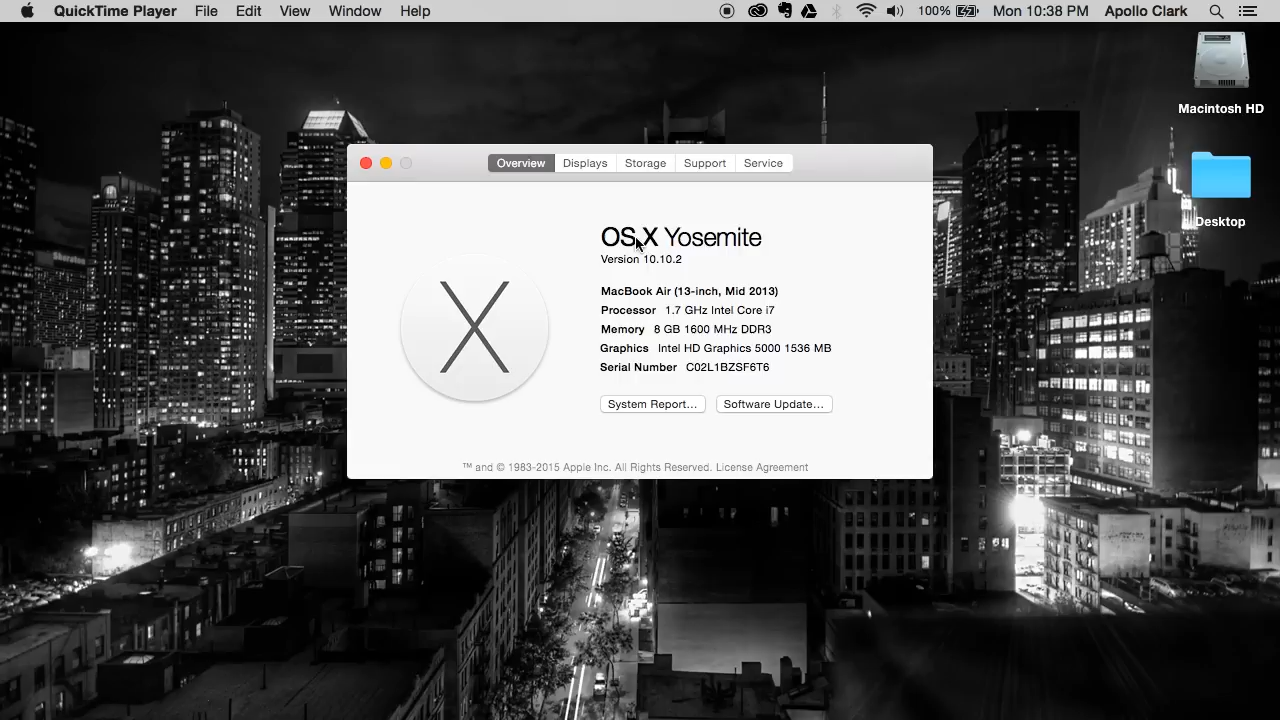 QuickTime Player File Edit View Window Help 100% Mon 10:38 PM Apollo Clark
Macintosh HD
Desktop
Overview Displays Storage Support Service
OS X Yosemite
Version 10.10.2
MacBook Air (13-inch, Mid 2013)
Processor 1.7 GHz Intel Core i7
Memory 8 GB 1600 MHz DDR3
Graphics Intel HD Graphics 5000 1536 MB
Serial Number C02L1BZSF6T6
System Report... Software Update...
™ and © 1983-2015 Apple Inc. All Rights Reserved. License Agreement